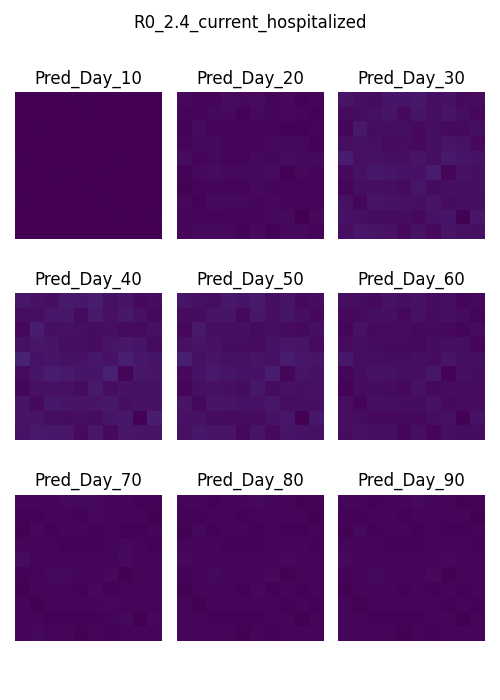 R0_2.4_current_hospitalized
Pred_Day_10 Pred_Day_20 Pred_Day_30
Pred_Day_40 Pred_Day_50 Pred_Day_60
Pred_Day_70 Pred_Day_80 Pred_Day_90